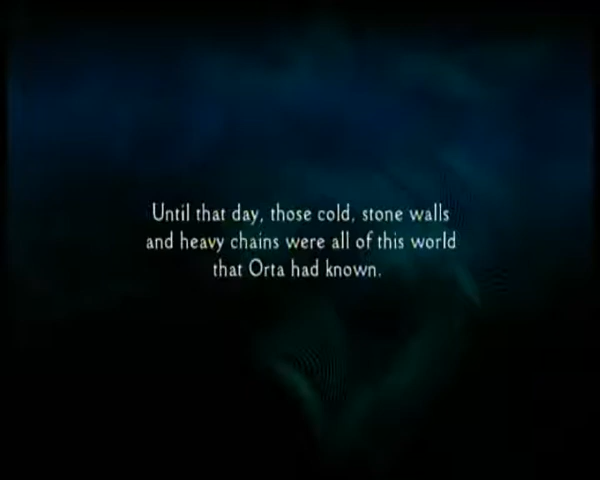 Until that day, those cold, stone walls
and heavy chains were all of this world
that Orta had known.